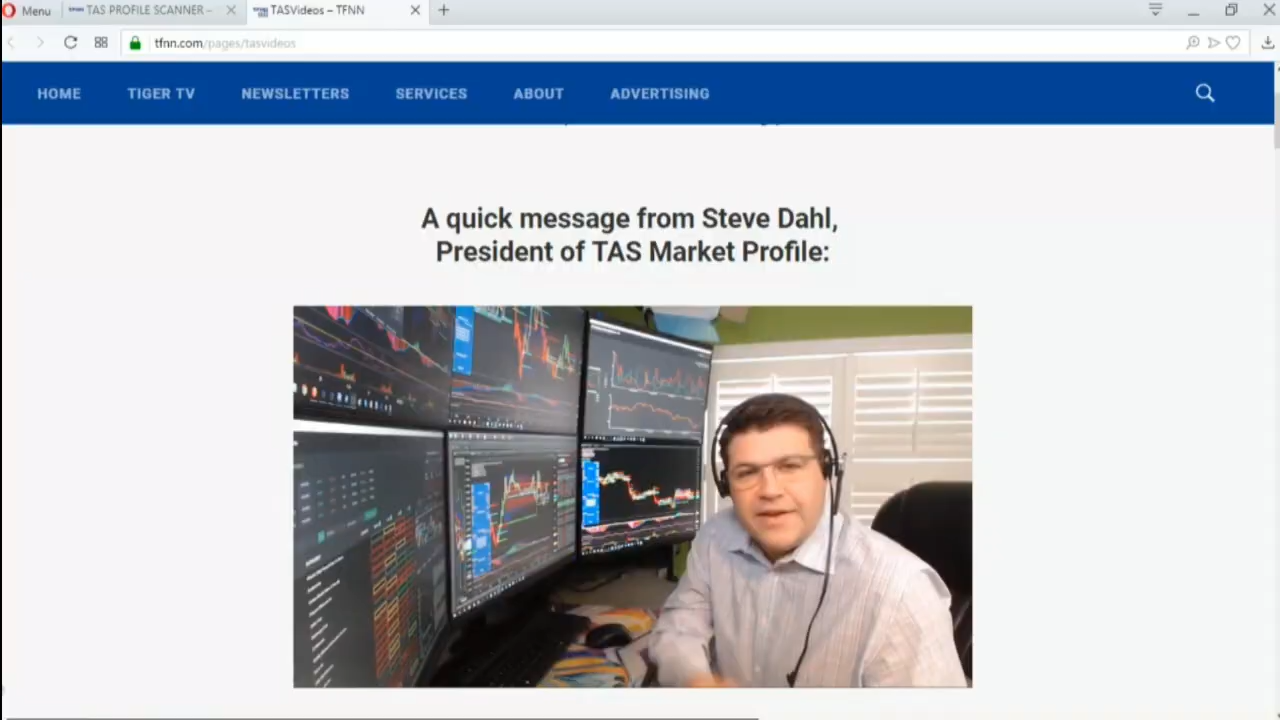 Menu
TAS PROFILE SCANNER –
TASVideos – TFNN
tfnn.com/pages/tasvideos
HOME
TIGER TV
NEWSLETTERS
SERVICES
ABOUT
ADVERTISING
A quick message from Steve Dahl,
President of TAS Market Profile: